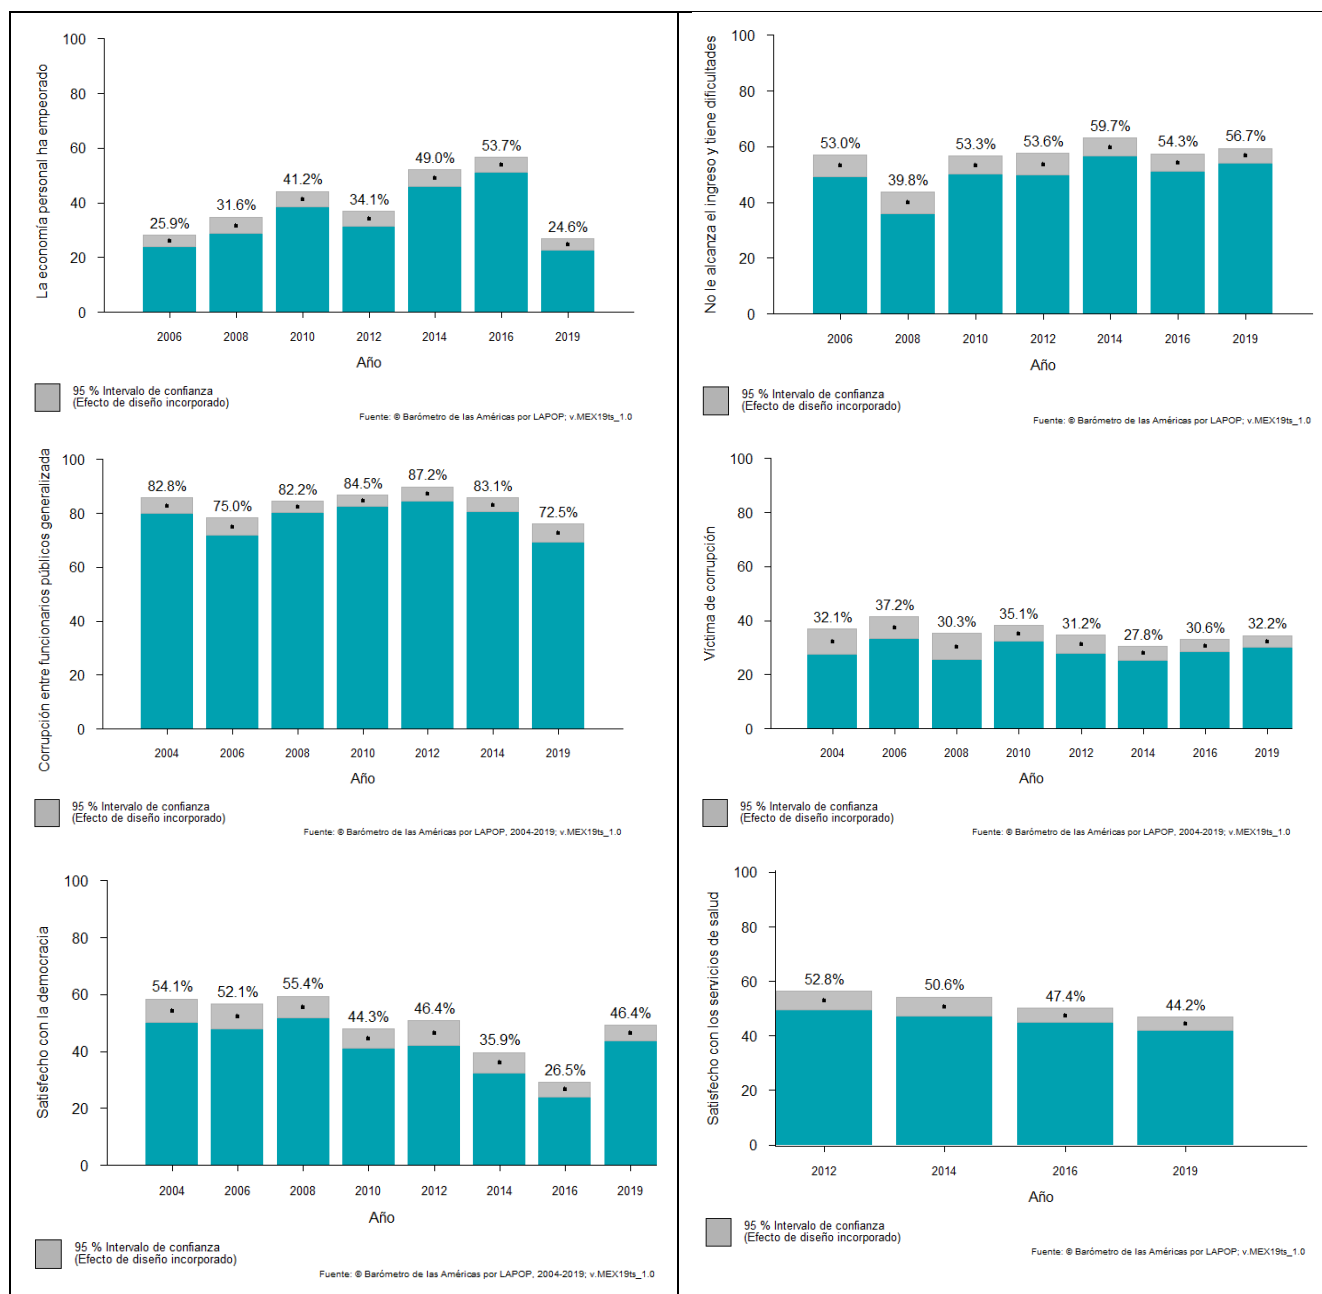 La economía personal ha empeorado
100
80
60
40
20
0
25.9%
31.6%
41.2%
34.1%
49.0%
53.7%
24.6%
2006 2008 2010 2012 2014 2016 2019
Año
95 % Intervalo de confianza
(Efecto de diseño incorporado)
Fuente: © Barómetro de las Américas por LAPOP; v.MEX19ts_1.0
No le alcanza el ingreso y tiene dificultades
100
80
60
40
20
0
53.0%
39.8%
53.3%
53.6%
59.7%
54.3%
56.7%
2006 2008 2010 2012 2014 2016 2019
Año
95 % Intervalo de confianza
(Efecto de diseño incorporado)
Fuente: © Barómetro de las Américas por LAPOP; v.MEX19ts_1.0
Corrupción entre funcionarios públicos generalizada
100
80
60
40
20
0
82.8%
75.0%
82.2%
84.5%
87.2%
83.1%
72.5%
2004 2006 2008 2010 2012 2014 2019
Año
95 % Intervalo de confianza
(Efecto de diseño incorporado)
Fuente: © Barómetro de las Américas por LAPOP, 2004-2019; v.MEX19ts_1.0
Víctima de corrupción
100
80
60
40
20
0
32.1%
37.2%
30.3%
35.1%
31.2%
27.8%
30.6%
32.2%
2004 2006 2008 2010 2012 2014 2016 2019
Año
95 % Intervalo de confianza
(Efecto de diseño incorporado)
Fuente: © Barómetro de las Américas por LAPOP, 2004-2019; v.MEX19ts_1.0
Satisfecho con la democracia
100
80
60
40
20
0
54.1%
52.1%
55.4%
44.3%
46.4%
35.9%
26.5%
46.4%
2004 2006 2008 2010 2012 2014 2016 2019
Año
95 % Intervalo de confianza
(Efecto de diseño incorporado)
Fuente: © Barómetro de las Américas por LAPOP, 2004-2019; v.MEX19ts_1.0
Satisfecho con los servicios de salud
100
80
60
40
20
0
52.8%
50.6%
47.4%
44.2%
2012 2014 2016 2019
Año
95 % Intervalo de confianza
(Efecto de diseño incorporado)
Fuente: © Barómetro de las Américas por LAPOP; v.MEX19ts_1.0